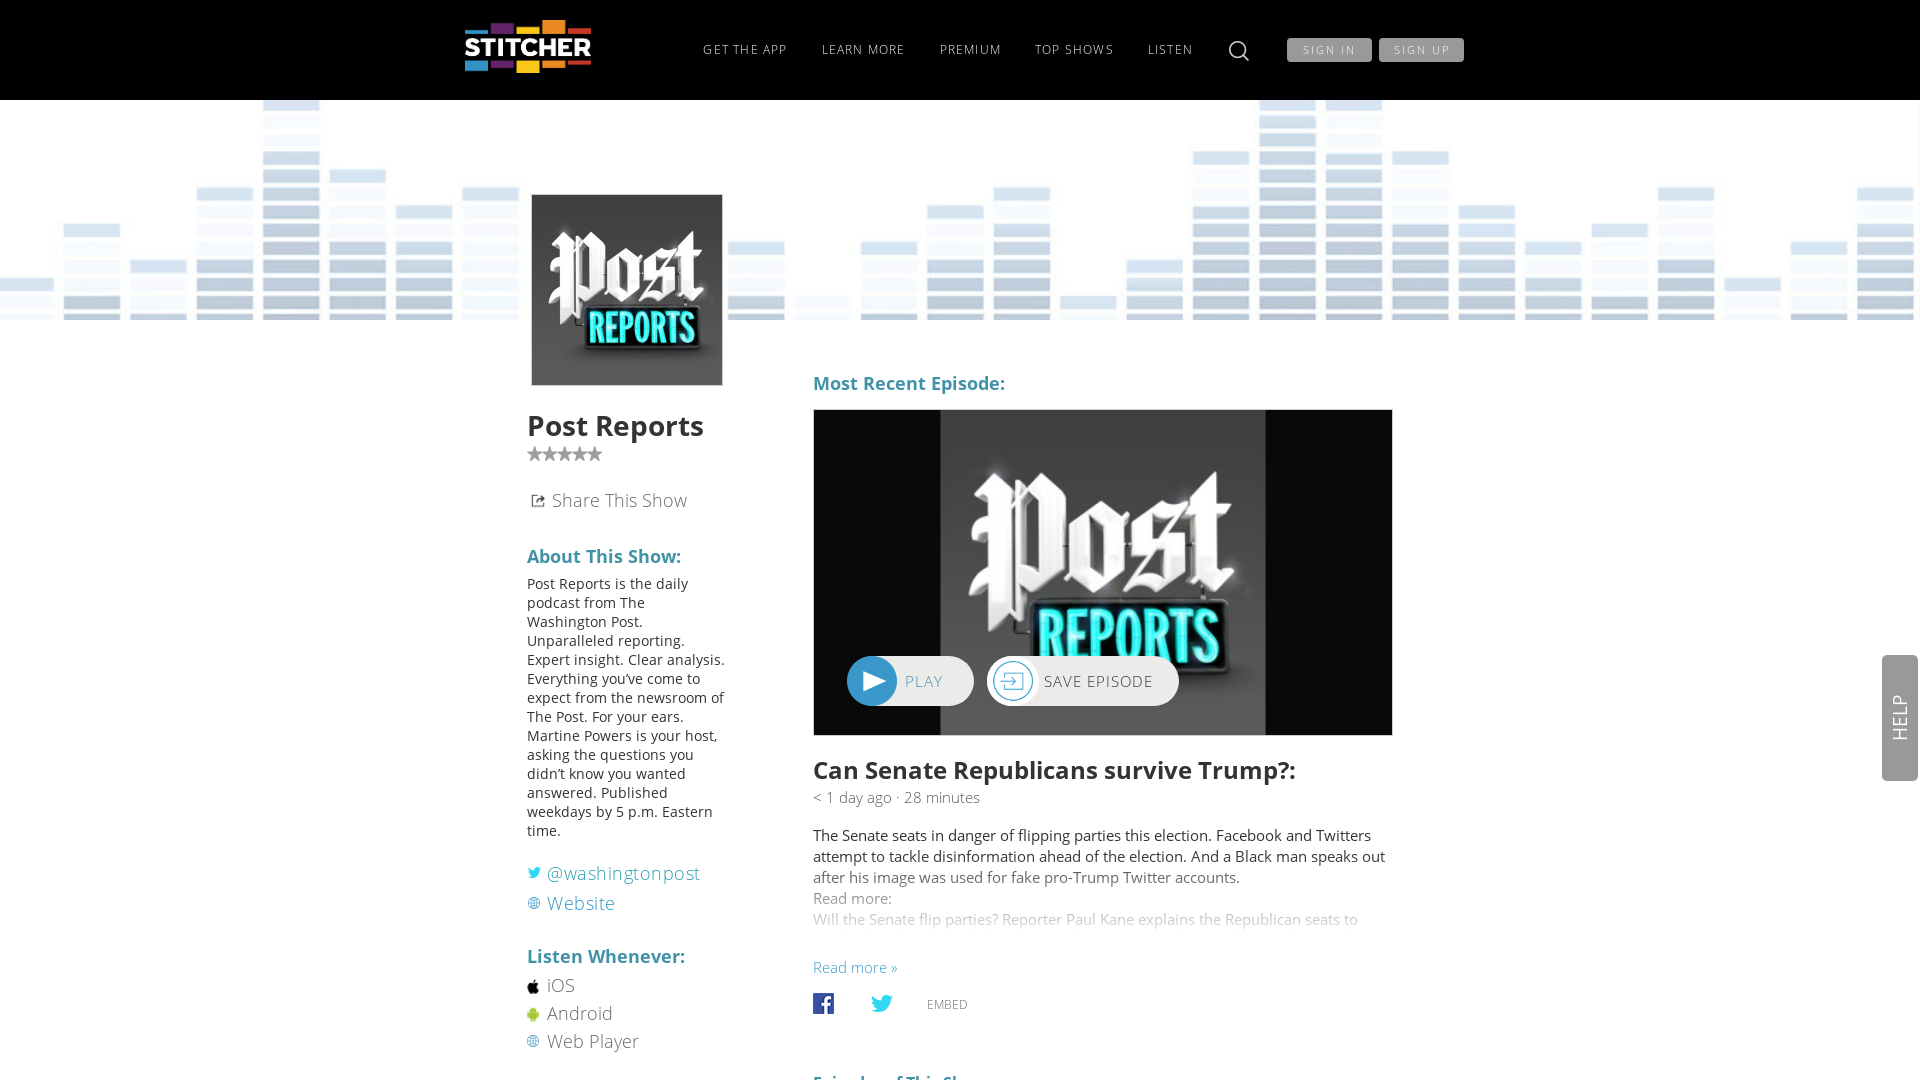 STITCHER
GET THE APP
LEARN MORE
PREMIUM
TOP SHOWS
LISTEN
SIGN IN
SIGN UP
Post
REPORTS
Post Reports
Share This Show
About This Show:
Post Reports is the daily
podcast from The
Washington Post.
Unparalleled reporting.
Expert insight. Clear analysis.
Everything you’ve come to
expect from the newsroom of
The Post. For your ears.
Martine Powers is your host,
asking the questions you
didn’t know you wanted
answered. Published
weekdays by 5 p.m. Eastern
time.
@washingtonpost
Website
Listen Whenever:
iOS
Android
Web Player
Most Recent Episode:
Post
REPORTS
PLAY
SAVE EPISODE
Can Senate Republicans survive Trump?:
< 1 day ago · 28 minutes
The Senate seats in danger of flipping parties this election. Facebook and Twitters
attempt to tackle disinformation ahead of the election. And a Black man speaks out
after his image was used for fake pro-Trump Twitter accounts.
Read more:
Will the Senate flip parties? Reporter Paul Kane explains the Republican seats to
Read more »
EMBED
HELP